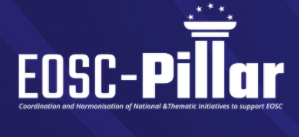 EOSC-Pillar
Coordination and Harmonisation of National &Thematic Initiatives to support EOSC